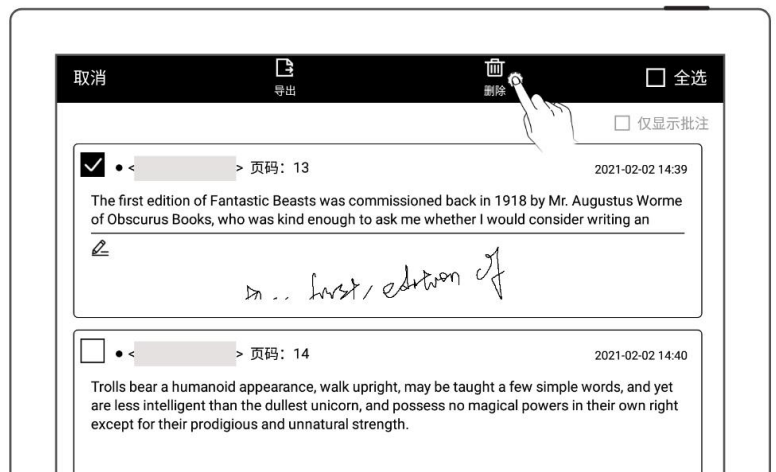 取消
导出
删除
全选
仅显示批注
● < > 页码：13
2021-02-02 14:39
The first edition of Fantastic Beasts was commissioned back in 1918 by Mr. Augustus Worme
of Obscurus Books, who was kind enough to ask me whether I would consider writing an
.. first, edition of
● < > 页码：14
2021-02-02 14:40
Trolls bear a humanoid appearance, walk upright, may be taught a few simple words, and yet
are less intelligent than the dullest unicorn, and possess no magical powers in their own right
except for their prodigious and unnatural strength.